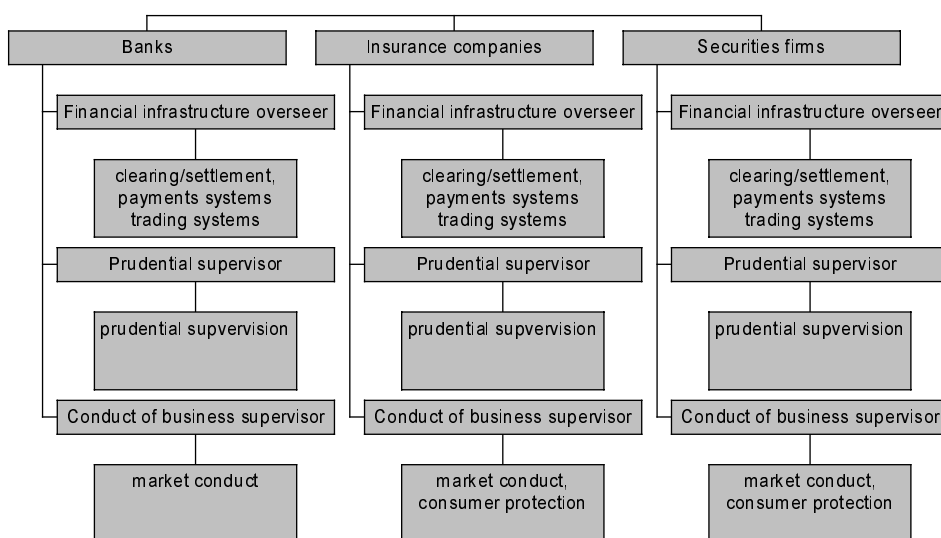 Banks
Insurance companies
Securities firms
Financial infrastructure overseer
Financial infrastructure overseer
Financial infrastructure overseer
clearing/settlement,
payments systems
trading systems
clearing/settlement,
payments systems
trading systems
clearing/settlement,
payments systems
trading systems
Prudential supervisor
Prudential supervisor
Prudential supervisor
prudential supvervision
prudential supvervision
prudential supvervision
Conduct of business supervisor
Conduct of business supervisor
Conduct of business supervisor
market conduct
market conduct,
consumer protection
market conduct,
consumer protection